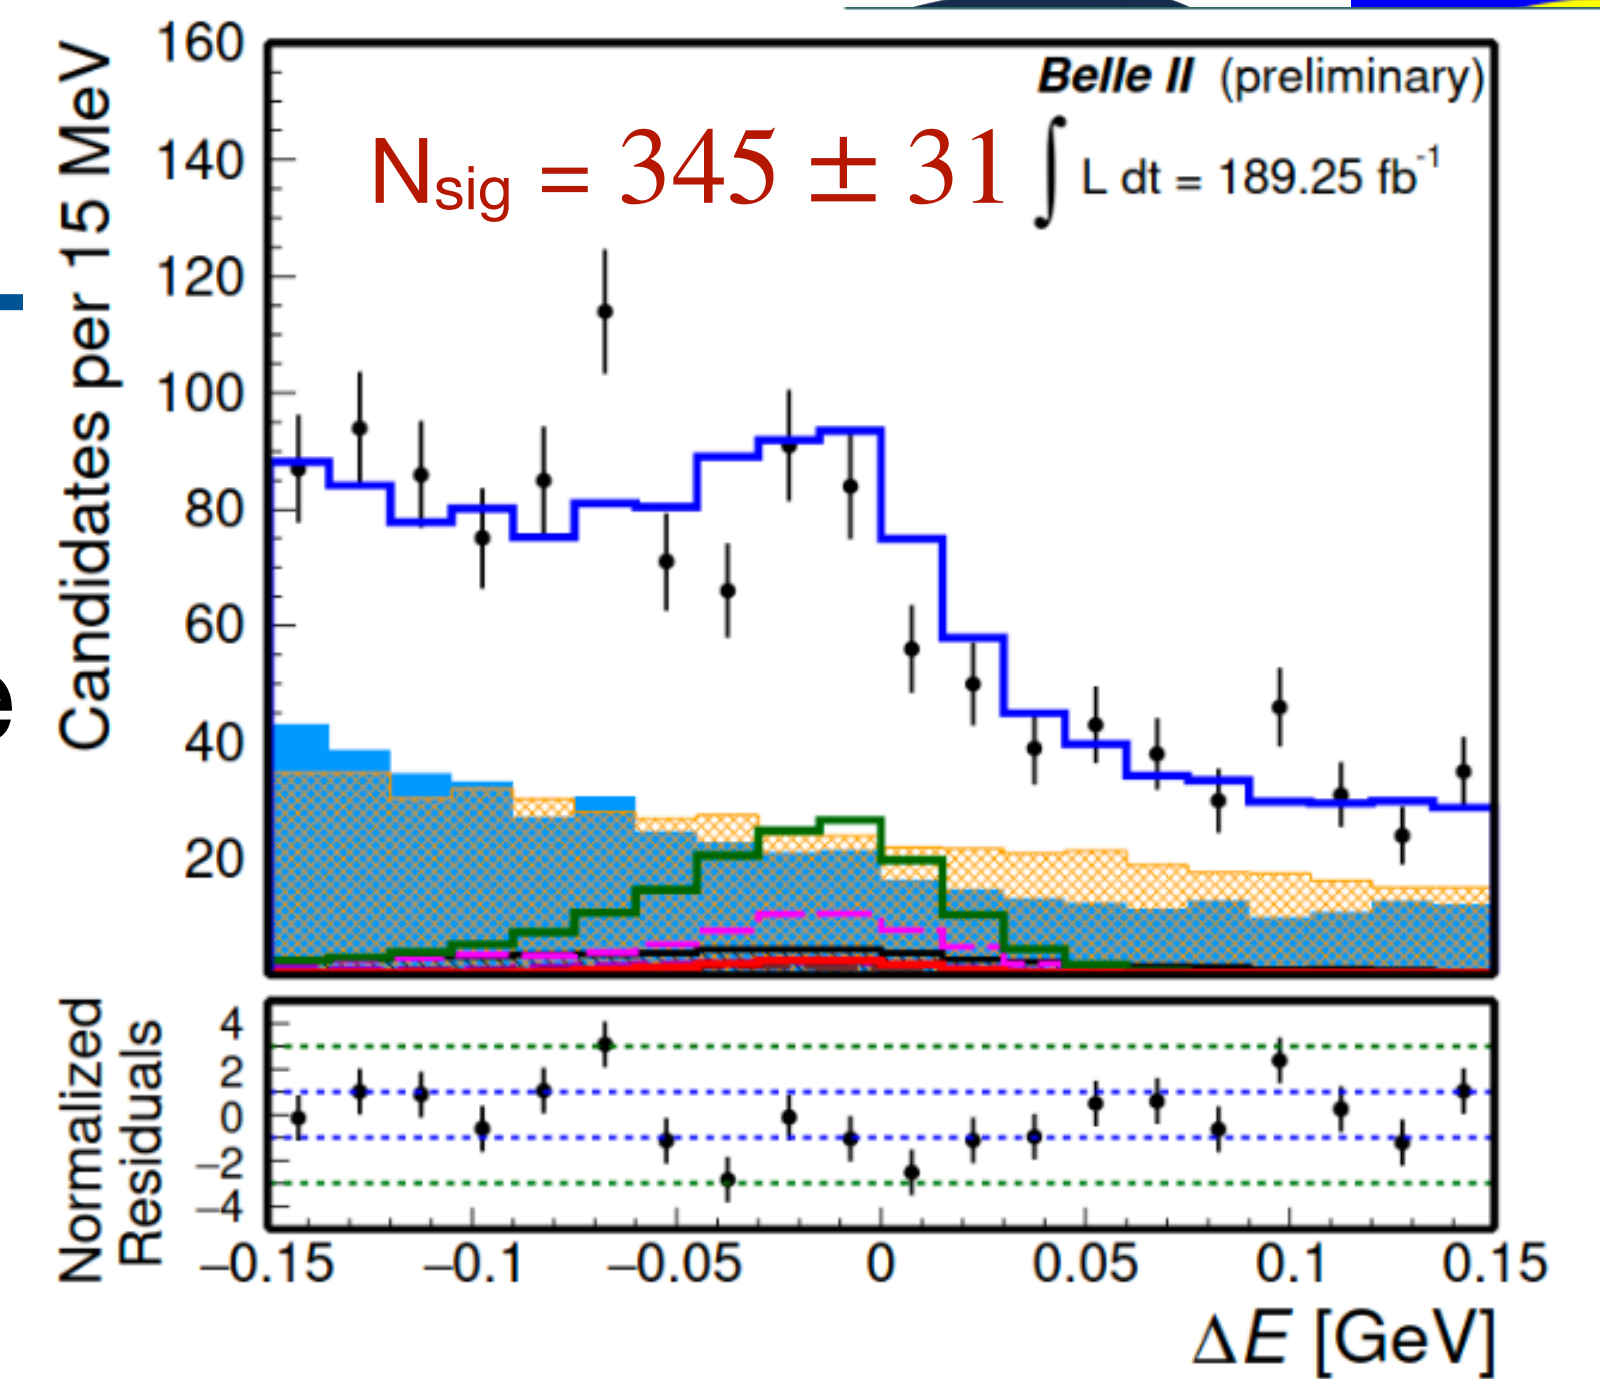 Belle II (preliminary)
Nsig = 345 ± 31
∫ L dt = 189.25 fb-1
Candidates per 15 MeV
160
140
120
100
80
60
40
20
e
Normalized
Residuals
4
2
0
−2
−4
−0.15 −0.1 −0.05 0 0.05 0.1 0.15
ΔE [GeV]